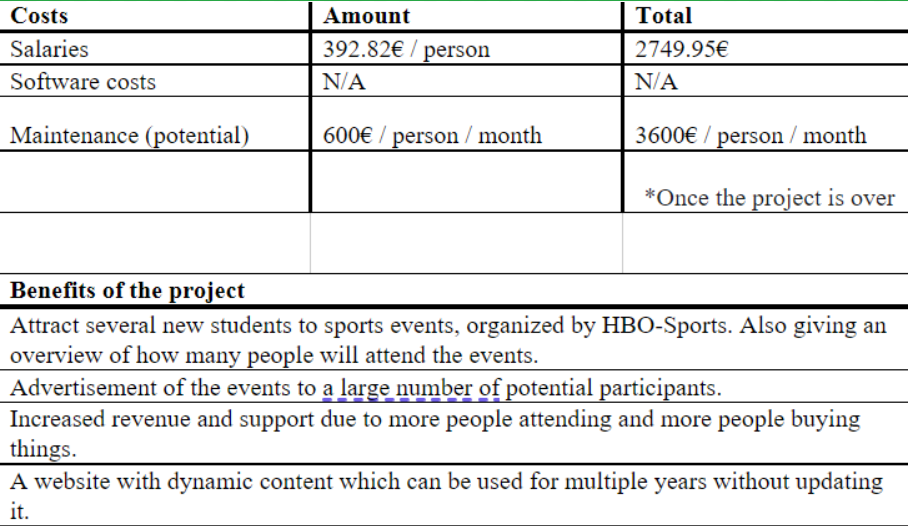 Costs Amount Total
Salaries 392.82€ / person 2749.95€
Software costs N/A N/A
Maintenance (potential) 600€ / person / month 3600€ / person / month
*Once the project is over
Benefits of the project
Attract several new students to sports events, organized by HBO-Sports. Also giving an
overview of how many people will attend the events.
Advertisement of the events to a large number of potential participants.
Increased revenue and support due to more people attending and more people buying
things.
A website with dynamic content which can be used for multiple years without updating
it.